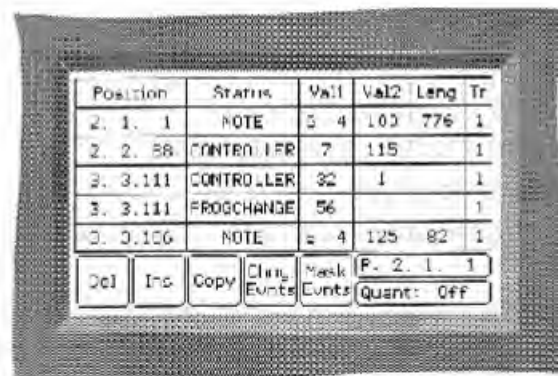 Position Status Val1 Val2 Leng Tr
2. 1. 1 NOTE 4 776 1
2. 2. 88 CONTROLLER 7 115 1
3. 3.111 CONTROLLER 32 1 1
3. 3.111 PROGCHANGE 56 1
NOTE 4 125 82 1
Del Ins Copy Chng Evnts Mask Evnts P. 2. 1. 1
Quant: Off